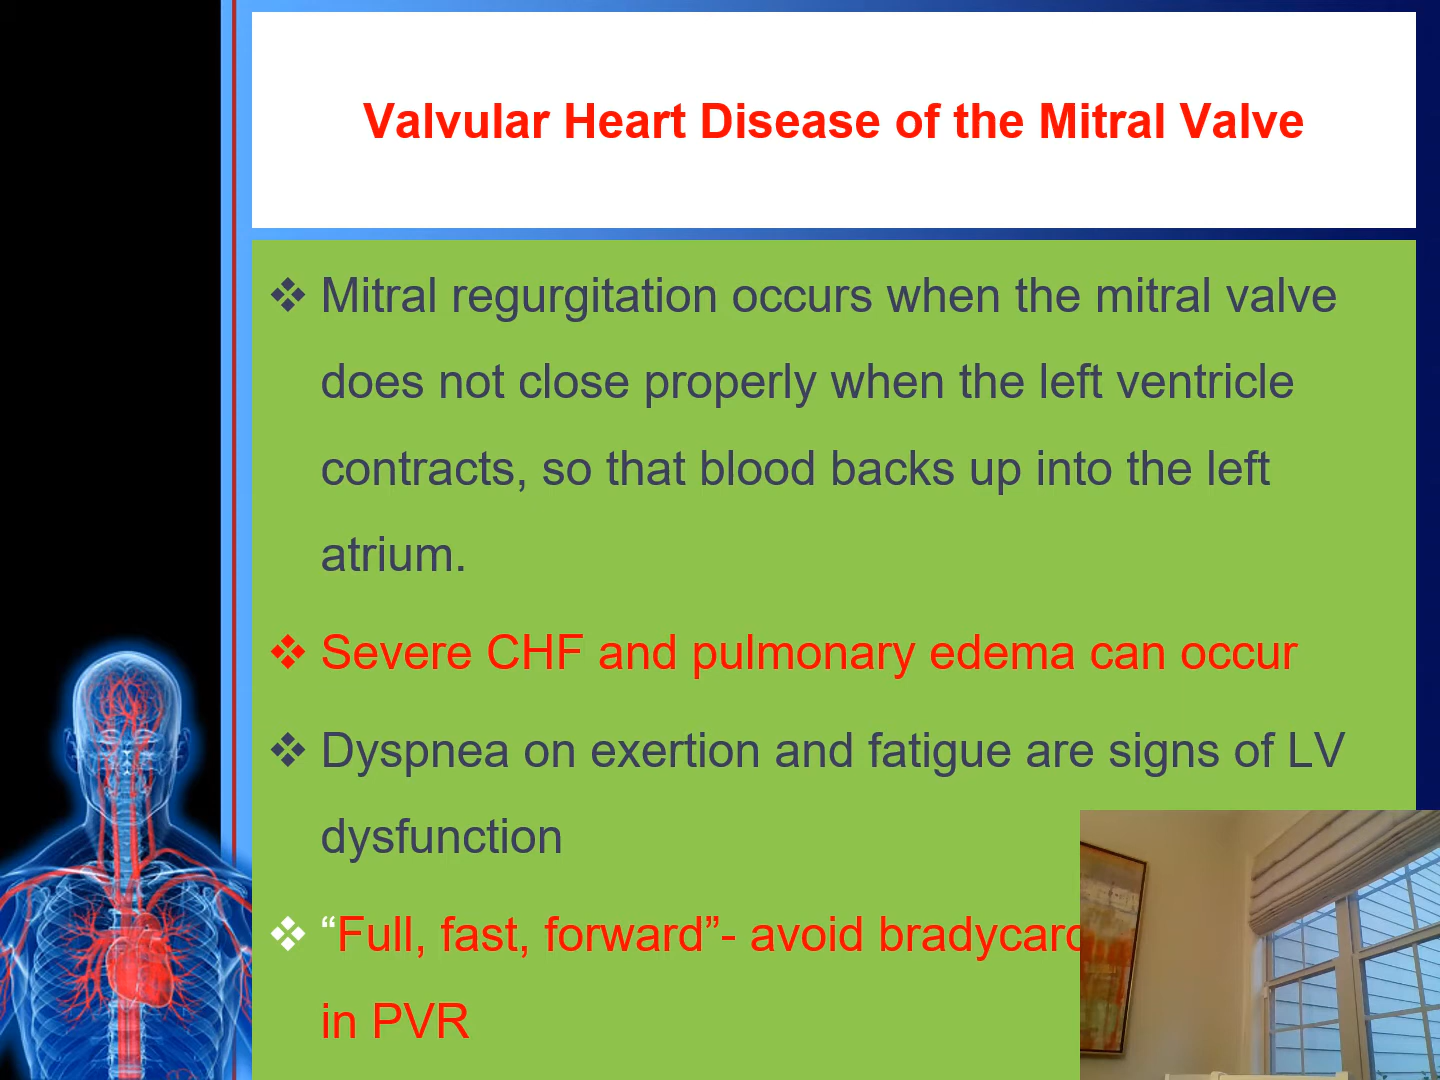 Valvular Heart Disease of the Mitral Valve
❖ Mitral regurgitation occurs when the mitral valve
does not close properly when the left ventricle
contracts, so that blood backs up into the left
atrium.
❖ Severe CHF and pulmonary edema can occur
❖ Dyspnea on exertion and fatigue are signs of LV
dysfunction
❖ “Full, fast, forward”- avoid
in PVR